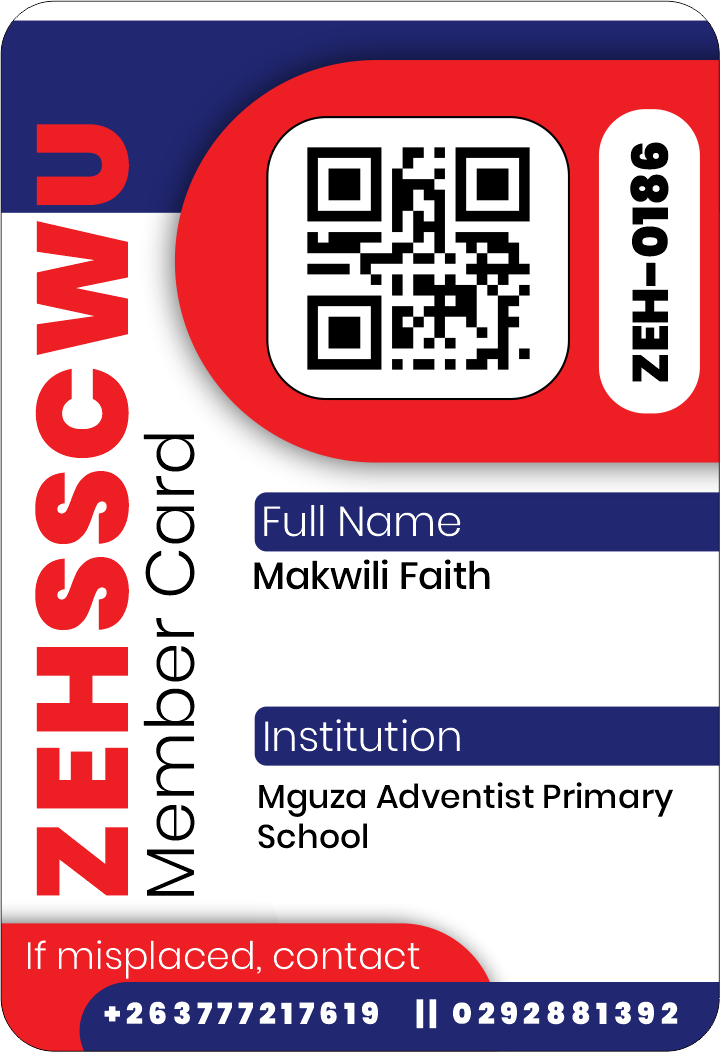 ZEHSSCWU
Member Card
ZEH-0186
Full Name
Makwili Faith
Institution
Mguza Adventist Primary
School
If misplaced, contact
+263777217619 || 0292881392